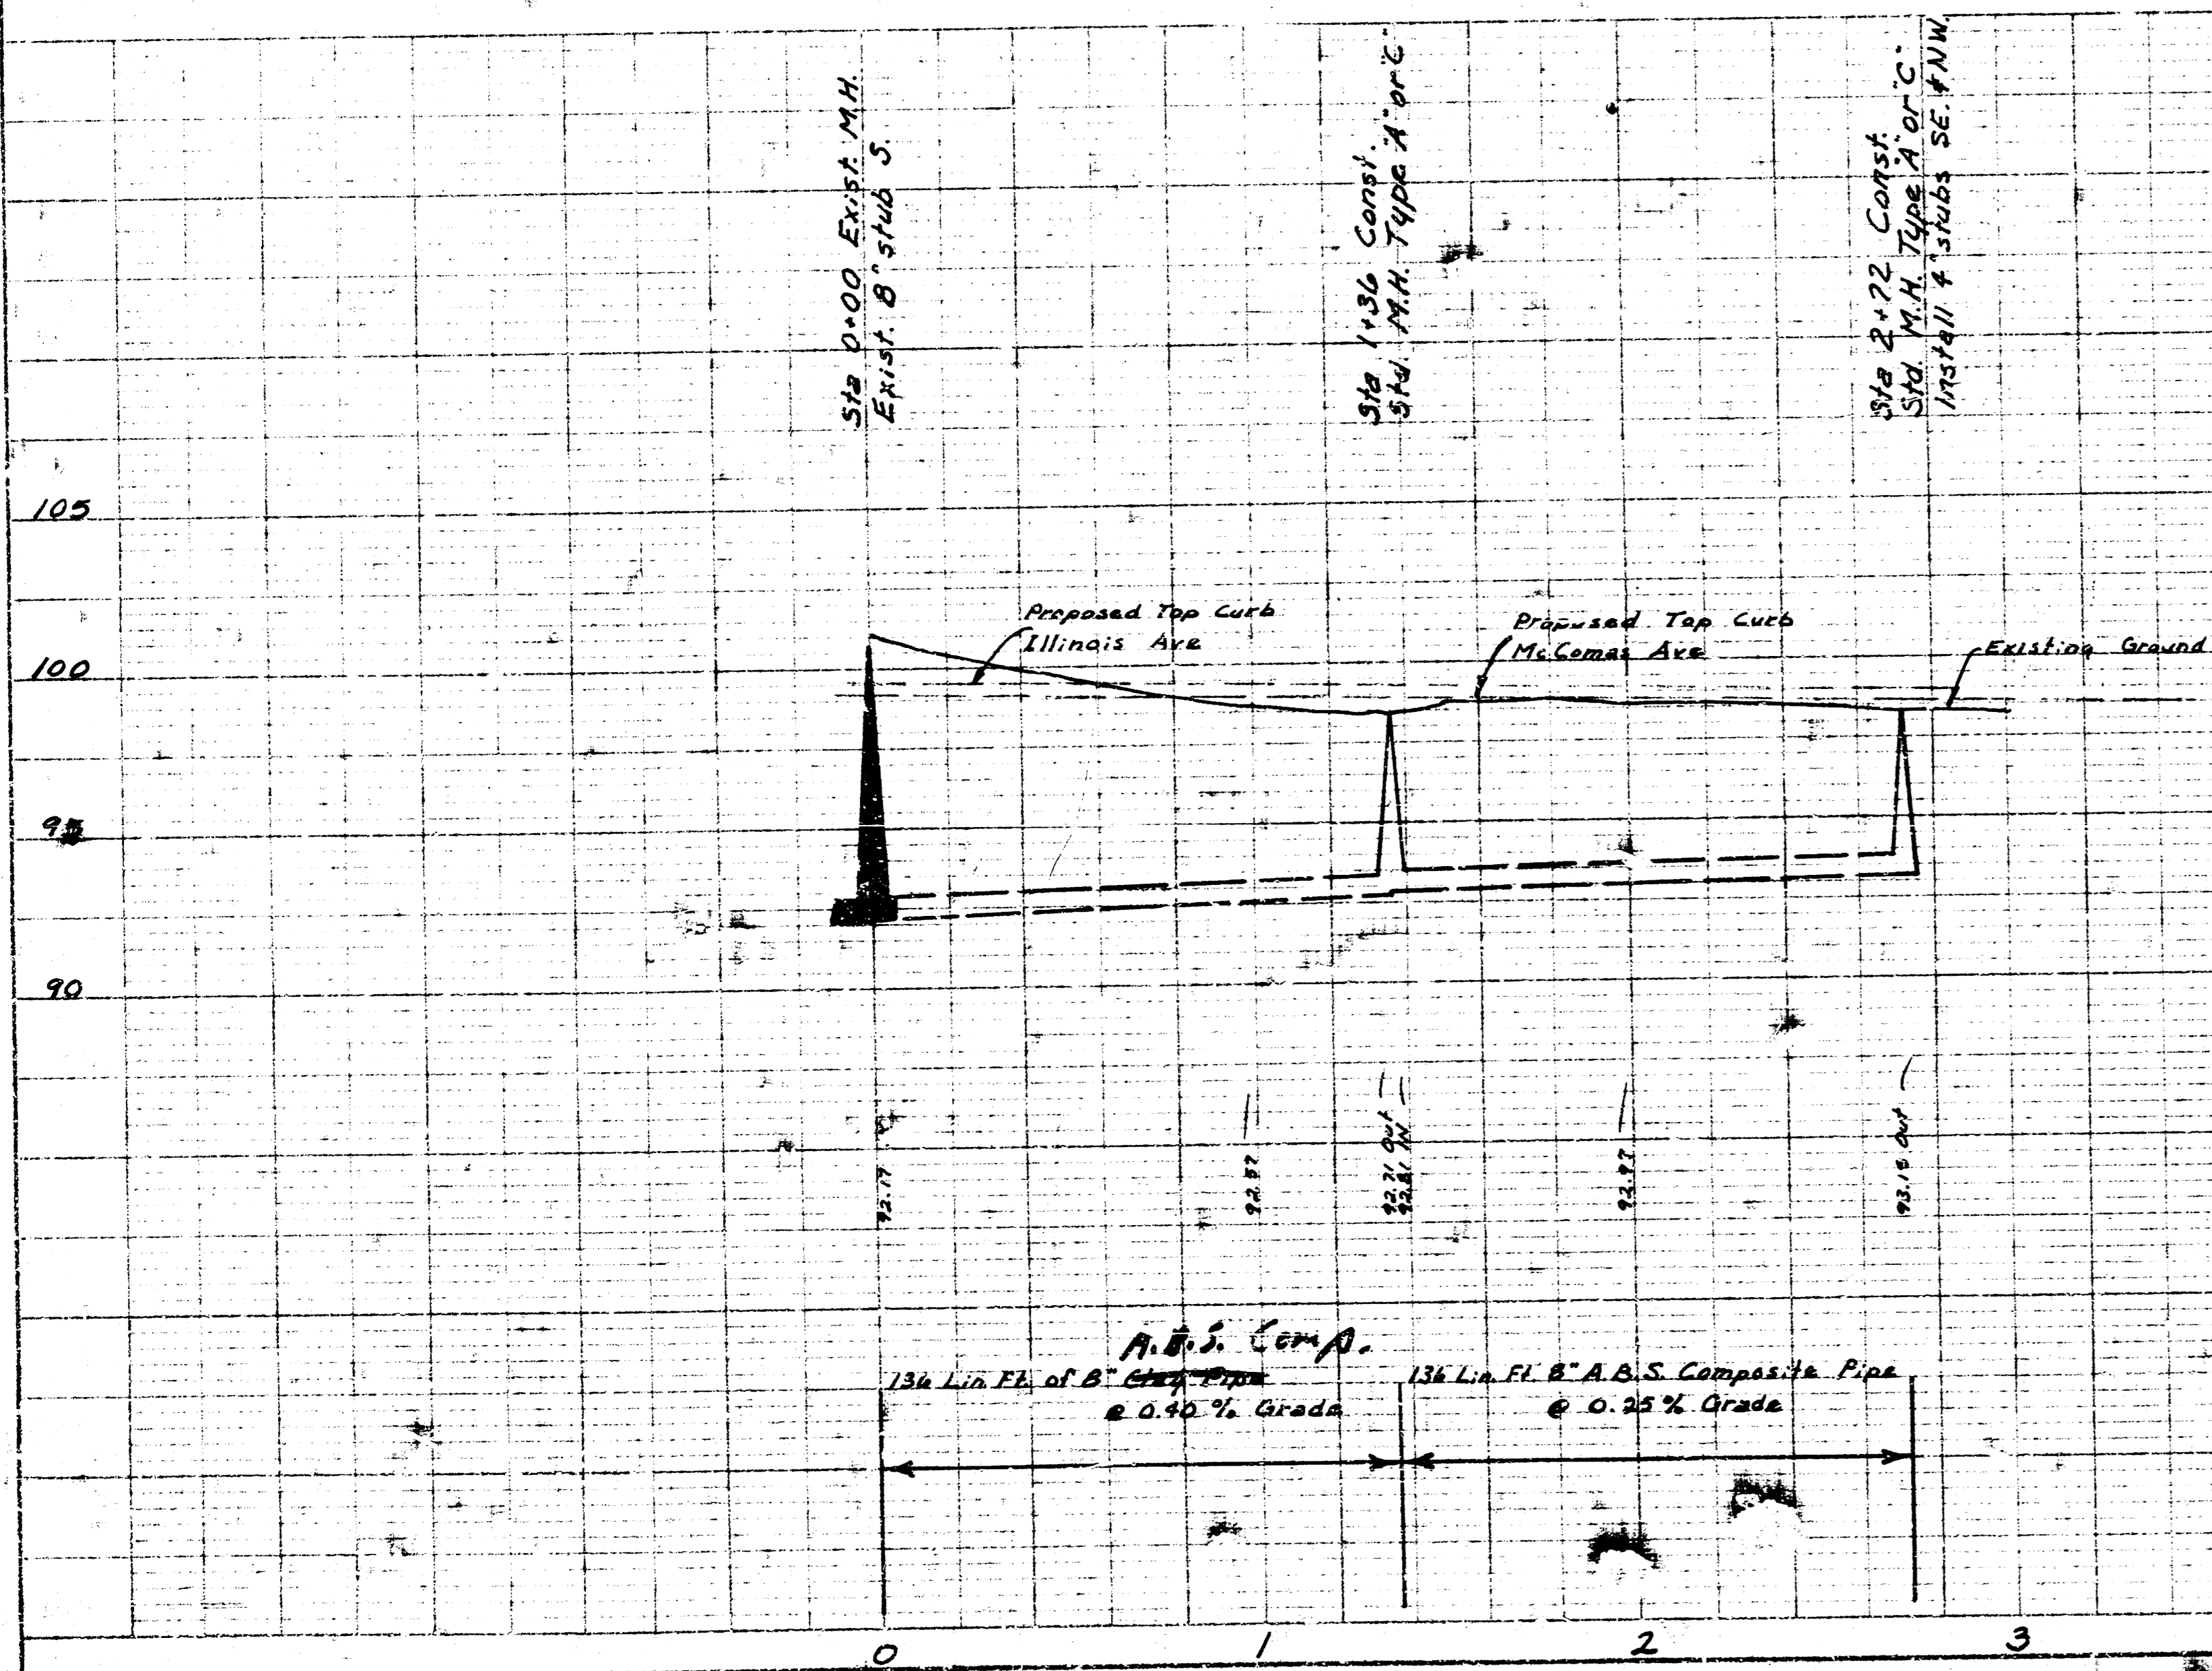 Sta 0+00 Exist. M.H.
Exist. 8" stub S.
Sta 1+36 Const.
Std. M.H. Type "A" or "C"
Sta 2+72 Const.
Std. M.H. Type "A" or "C"
Install 4" stubs SE. & NW.
105
Proposed Top Curb
Illinois Ave
Proposed Top Curb
McComas Ave
Existing Ground
100
95
90
92.17
92.57
92.71 Out
92.81 IN
92.97
93.15 Out
A.B.S. Comp.
136 Lin Ft. of 8" Clay Pipe
@ 0.40 % Grade
136 Lin. Ft 8" A.B.S. Composite Pipe
@ 0.25 % Grade
0 1 2 3